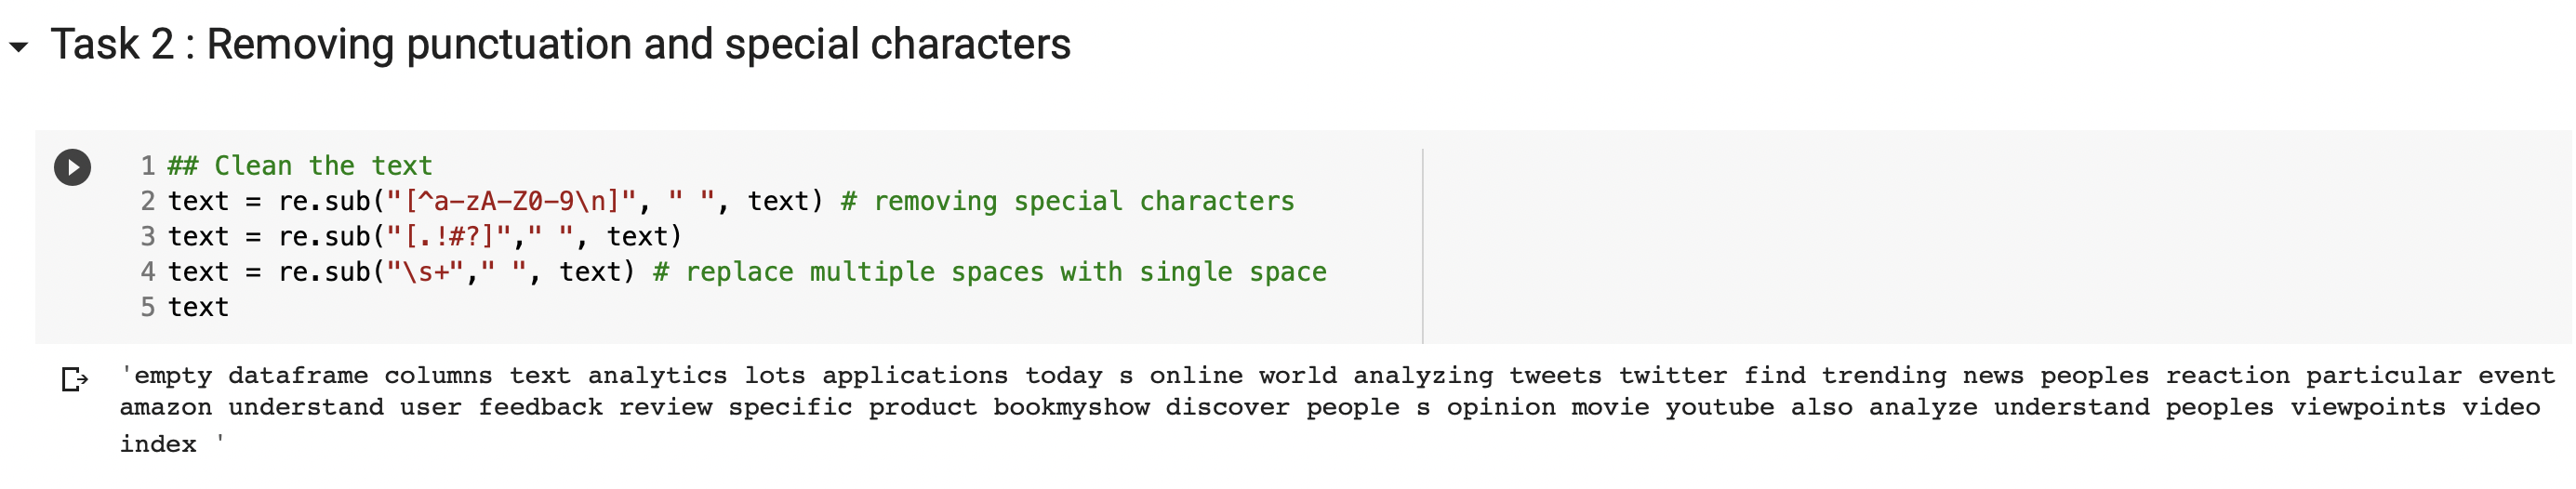 Task 2 : Removing punctuation and special characters
1 ## Clean the text
2 text = re.sub("[^a-zA-Z0-9\n]", " ", text) # removing special characters
3 text = re.sub("[.!#?]"," ", text)
4 text = re.sub("\s+"," ", text) # replace multiple spaces with single space
5 text
'empty dataframe columns text analytics lots applications today s online world analyzing tweets twitter find trending news peoples reaction particular event
amazon understand user feedback review specific product bookmyshow discover people s opinion movie youtube also analyze understand peoples viewpoints video
index '